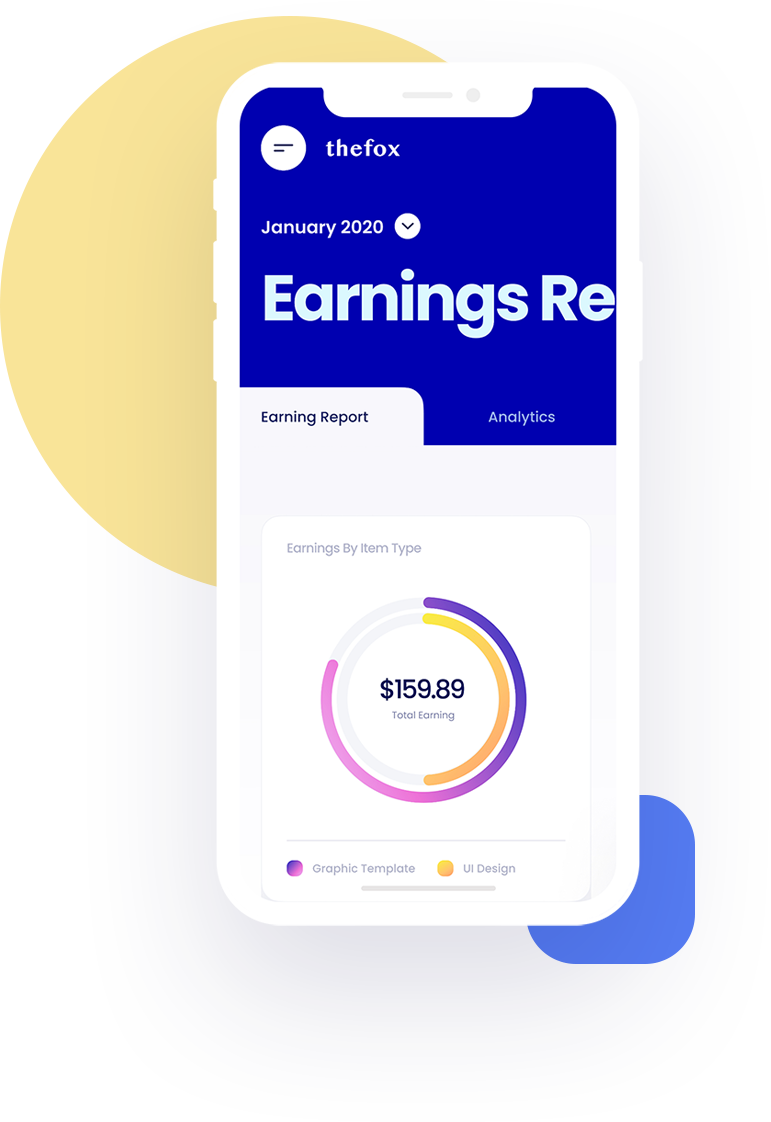 thefox
January 2020
Earnings Re
Earning Report
Analytics
Earnings By Item Type
$159.89
Total Earning
Graphic Template
UI Design